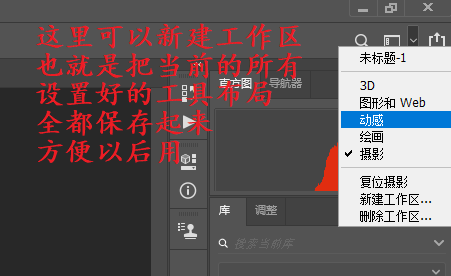 这里可以新建工作区
也就是把当前的所有
设置好的工具布局
全都保存起来
方便以后用
未标题-1
3D
图形和 Web
动感
绘画
摄影
复位摄影
新建工作区...
删除工作区...
直方图
导航器
库
调整
搜索当前库